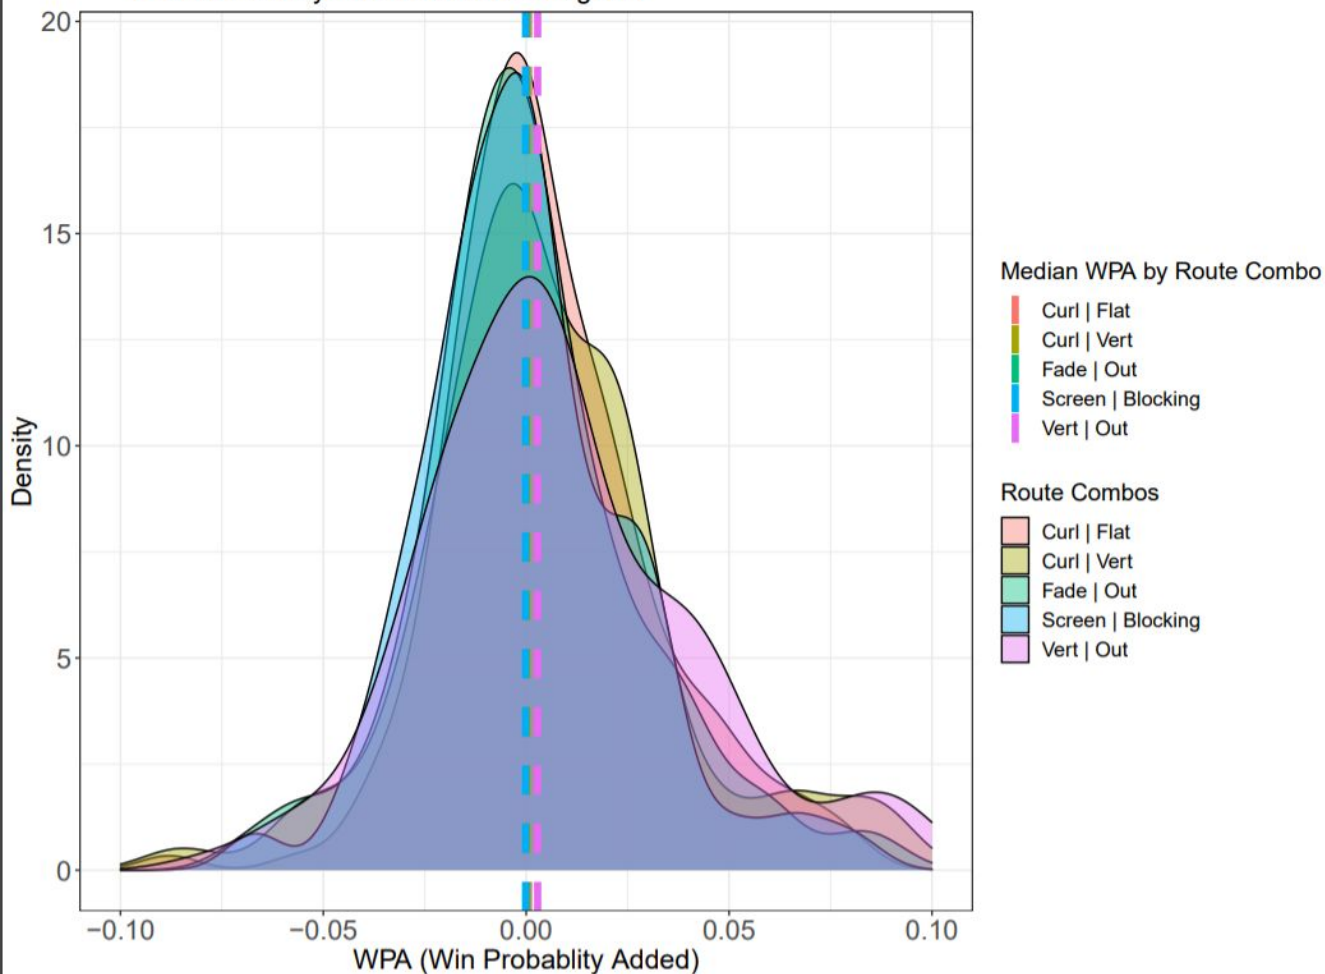 20
15
10
5
0
Density
−0.10
−0.05
0.00
0.05
0.10
WPA (Win Probablity Added)
Median WPA by Route Combo
Curl | Flat
Curl | Vert
Fade | Out
Screen | Blocking
Vert | Out
Route Combos
Curl | Flat
Curl | Vert
Fade | Out
Screen | Blocking
Vert | Out